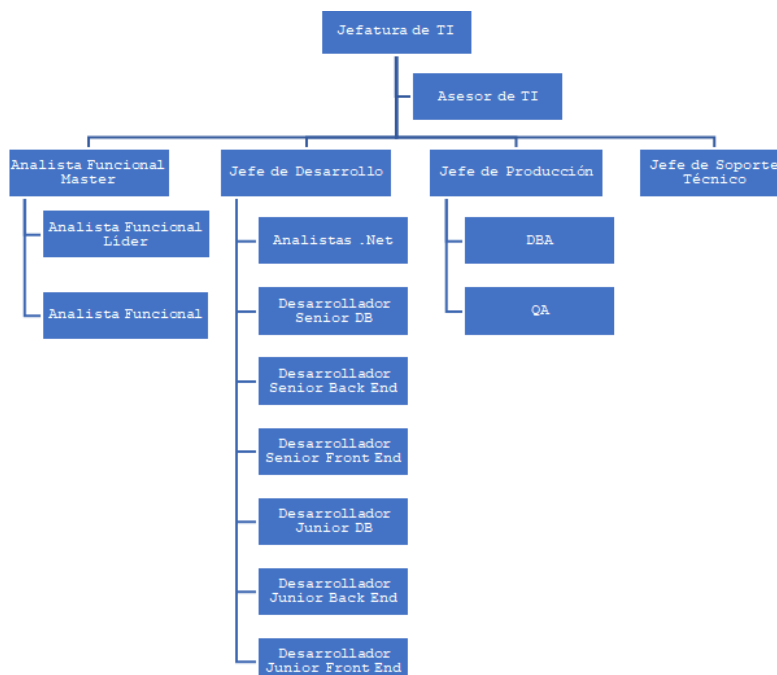 Jefatura de TI
Asesor de TI
Analista Funcional
Master
Jefe de Desarrollo
Jefe de Producción
Jefe de Soporte
Técnico
Analista Funcional
Líder
Analista Funcional
Analistas .Net
Desarrollador
Senior DB
Desarrollador
Senior Back End
Desarrollador
Senior Front End
Desarrollador
Junior DB
Desarrollador
Junior Back End
Desarrollador
Junior Front End
DBA
QA